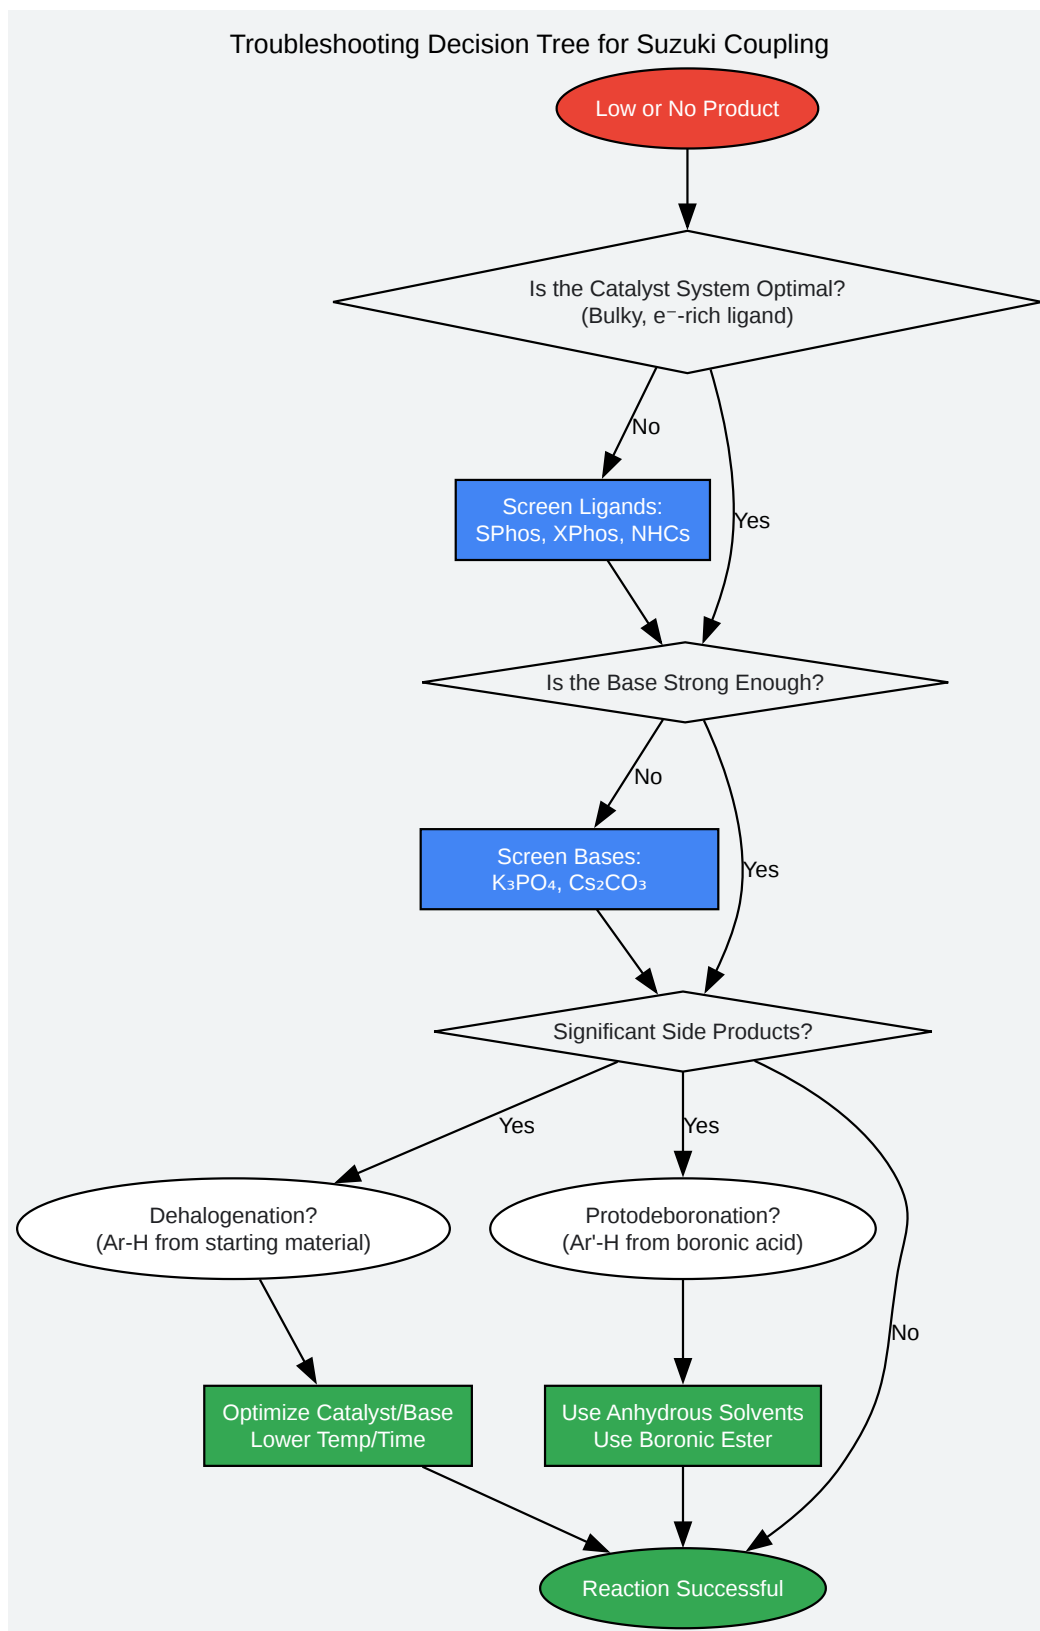 Troubleshooting Decision Tree for Suzuki Coupling
Low or No Product
Is the Catalyst System Optimal?
(Bulky, e⁻-rich ligand)
No
Screen Ligands:
SPhos, XPhos, NHCs
Yes
Is the Base Strong Enough?
No
Screen Bases:
K₃PO₄, Cs₂CO₃
Yes
Significant Side Products?
Yes
Yes
Dehalogenation?
(Ar-H from starting material)
Protodeboronation?
(Ar'-H from boronic acid)
No
Optimize Catalyst/Base
Lower Temp/Time
Use Anhydrous Solvents
Use Boronic Ester
Reaction Successful